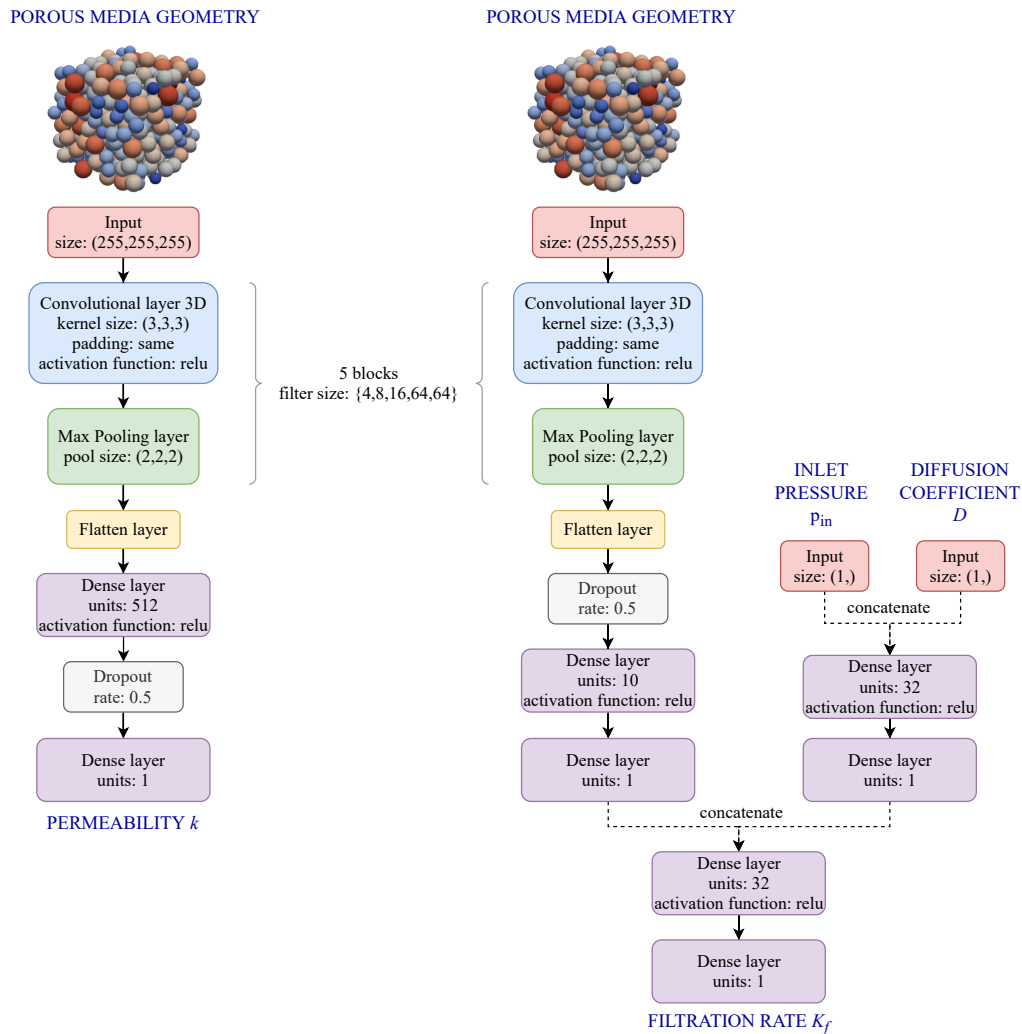 POROUS MEDIA GEOMETRY
Input
size: (255,255,255)
Convolutional layer 3D
kernel size: (3,3,3)
padding: same
activation function: relu
Max Pooling layer
pool size: (2,2,2)
Flatten layer
Dense layer
units: 512
activation function: relu
Dropout
rate: 0.5
Dense layer
units: 1
PERMEABILITY k
5 blocks
filter size: {4,8,16,64,64}
POROUS MEDIA GEOMETRY
Input
size: (255,255,255)
Convolutional layer 3D
kernel size: (3,3,3)
padding: same
activation function: relu
Max Pooling layer
pool size: (2,2,2)
Flatten layer
Dropout
rate: 0.5
Dense layer
units: 10
activation function: relu
Dense layer
units: 1
INLET
PRESSURE
p_in
Input
size: (1,)
DIFFUSION
COEFFICIENT
D
Input
size: (1,)
concatenate
Dense layer
units: 32
activation function: relu
Dense layer
units: 1
concatenate
Dense layer
units: 32
activation function: relu
Dense layer
units: 1
FILTRATION RATE K_f